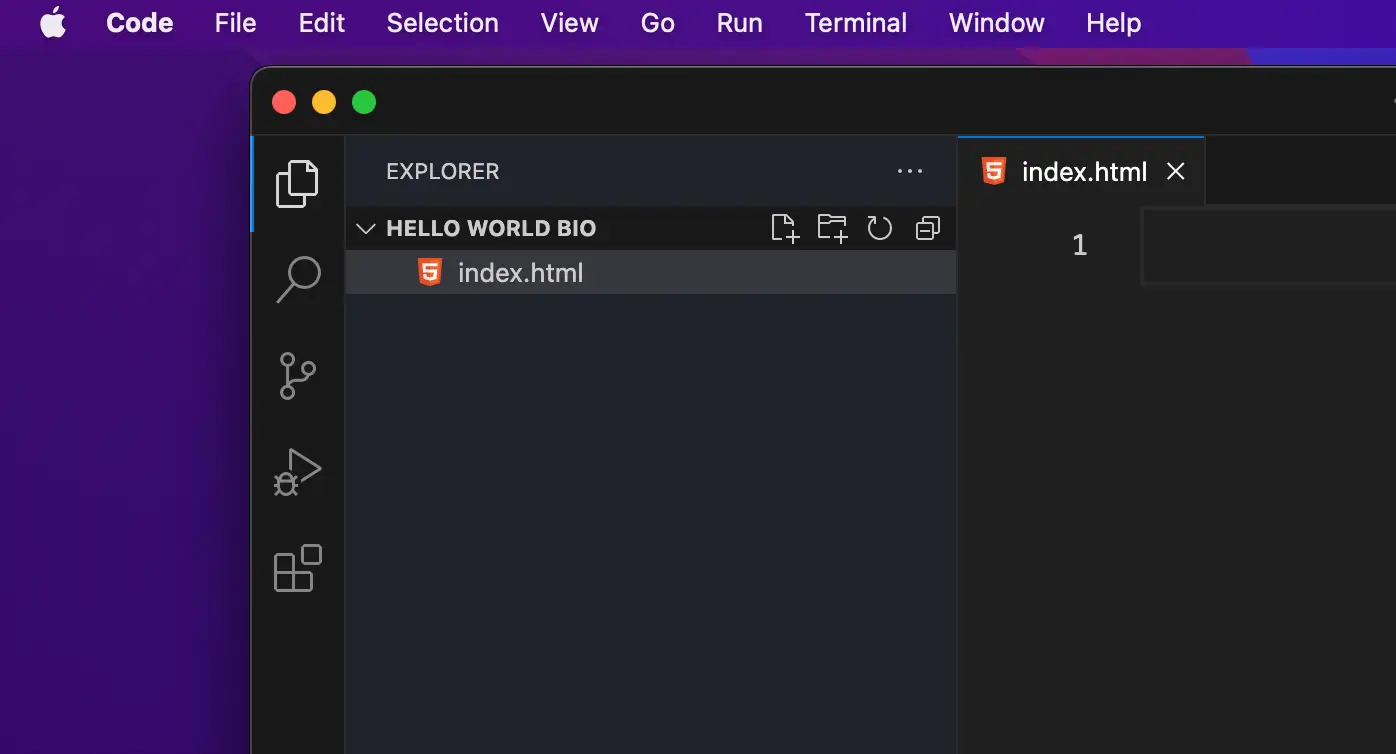 Code File Edit Selection View Go Run Terminal Window Help
EXPLORER
index.html
HELLO WORLD BIO
index.html
1